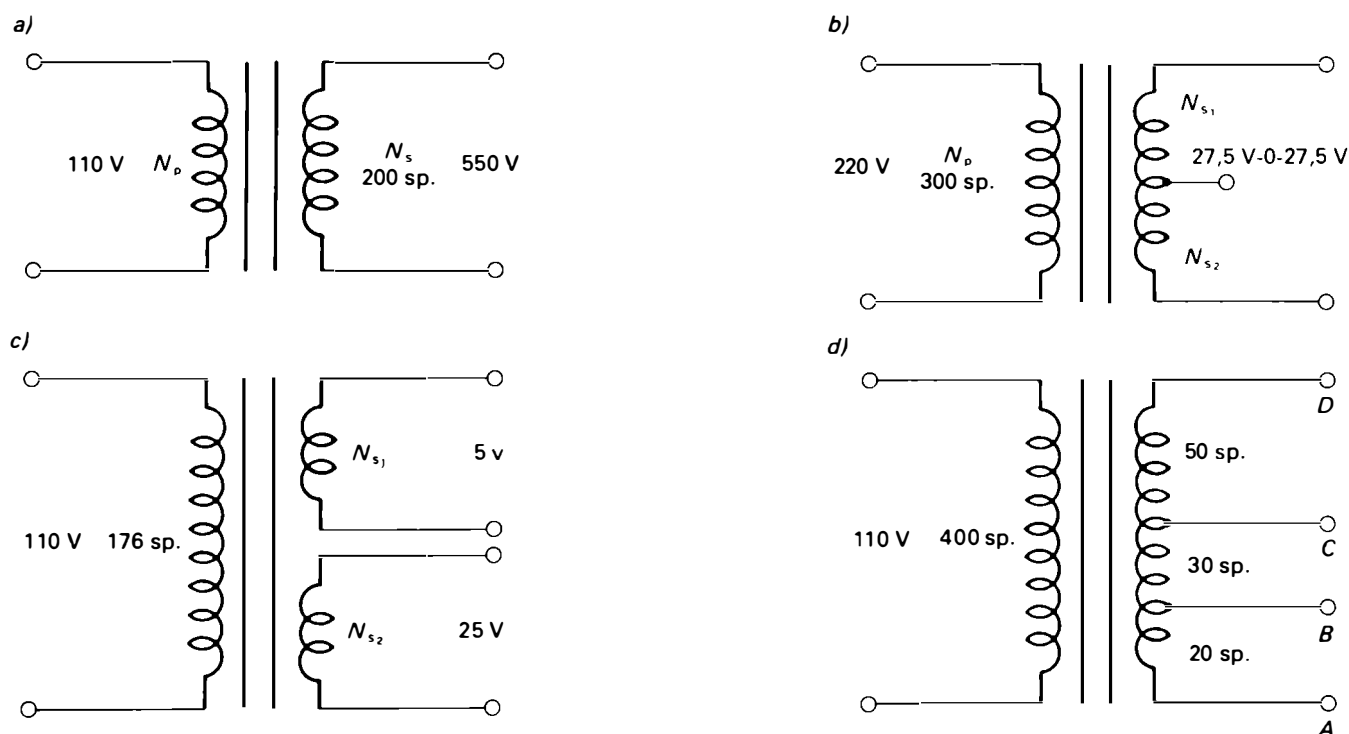 a)
110 V Nₚ Nₛ 550 V
200 sp.
b)
Nₛ₁
220 V Nₚ 27,5 V-0-27,5 V
300 sp.
Nₛ₂
c)
Nₛ₁ 5 v
110 V 176 sp.
Nₛ₂ 25 V
d)
D
50 sp.
110 V 400 sp.
C
30 sp.
B
20 sp.
A